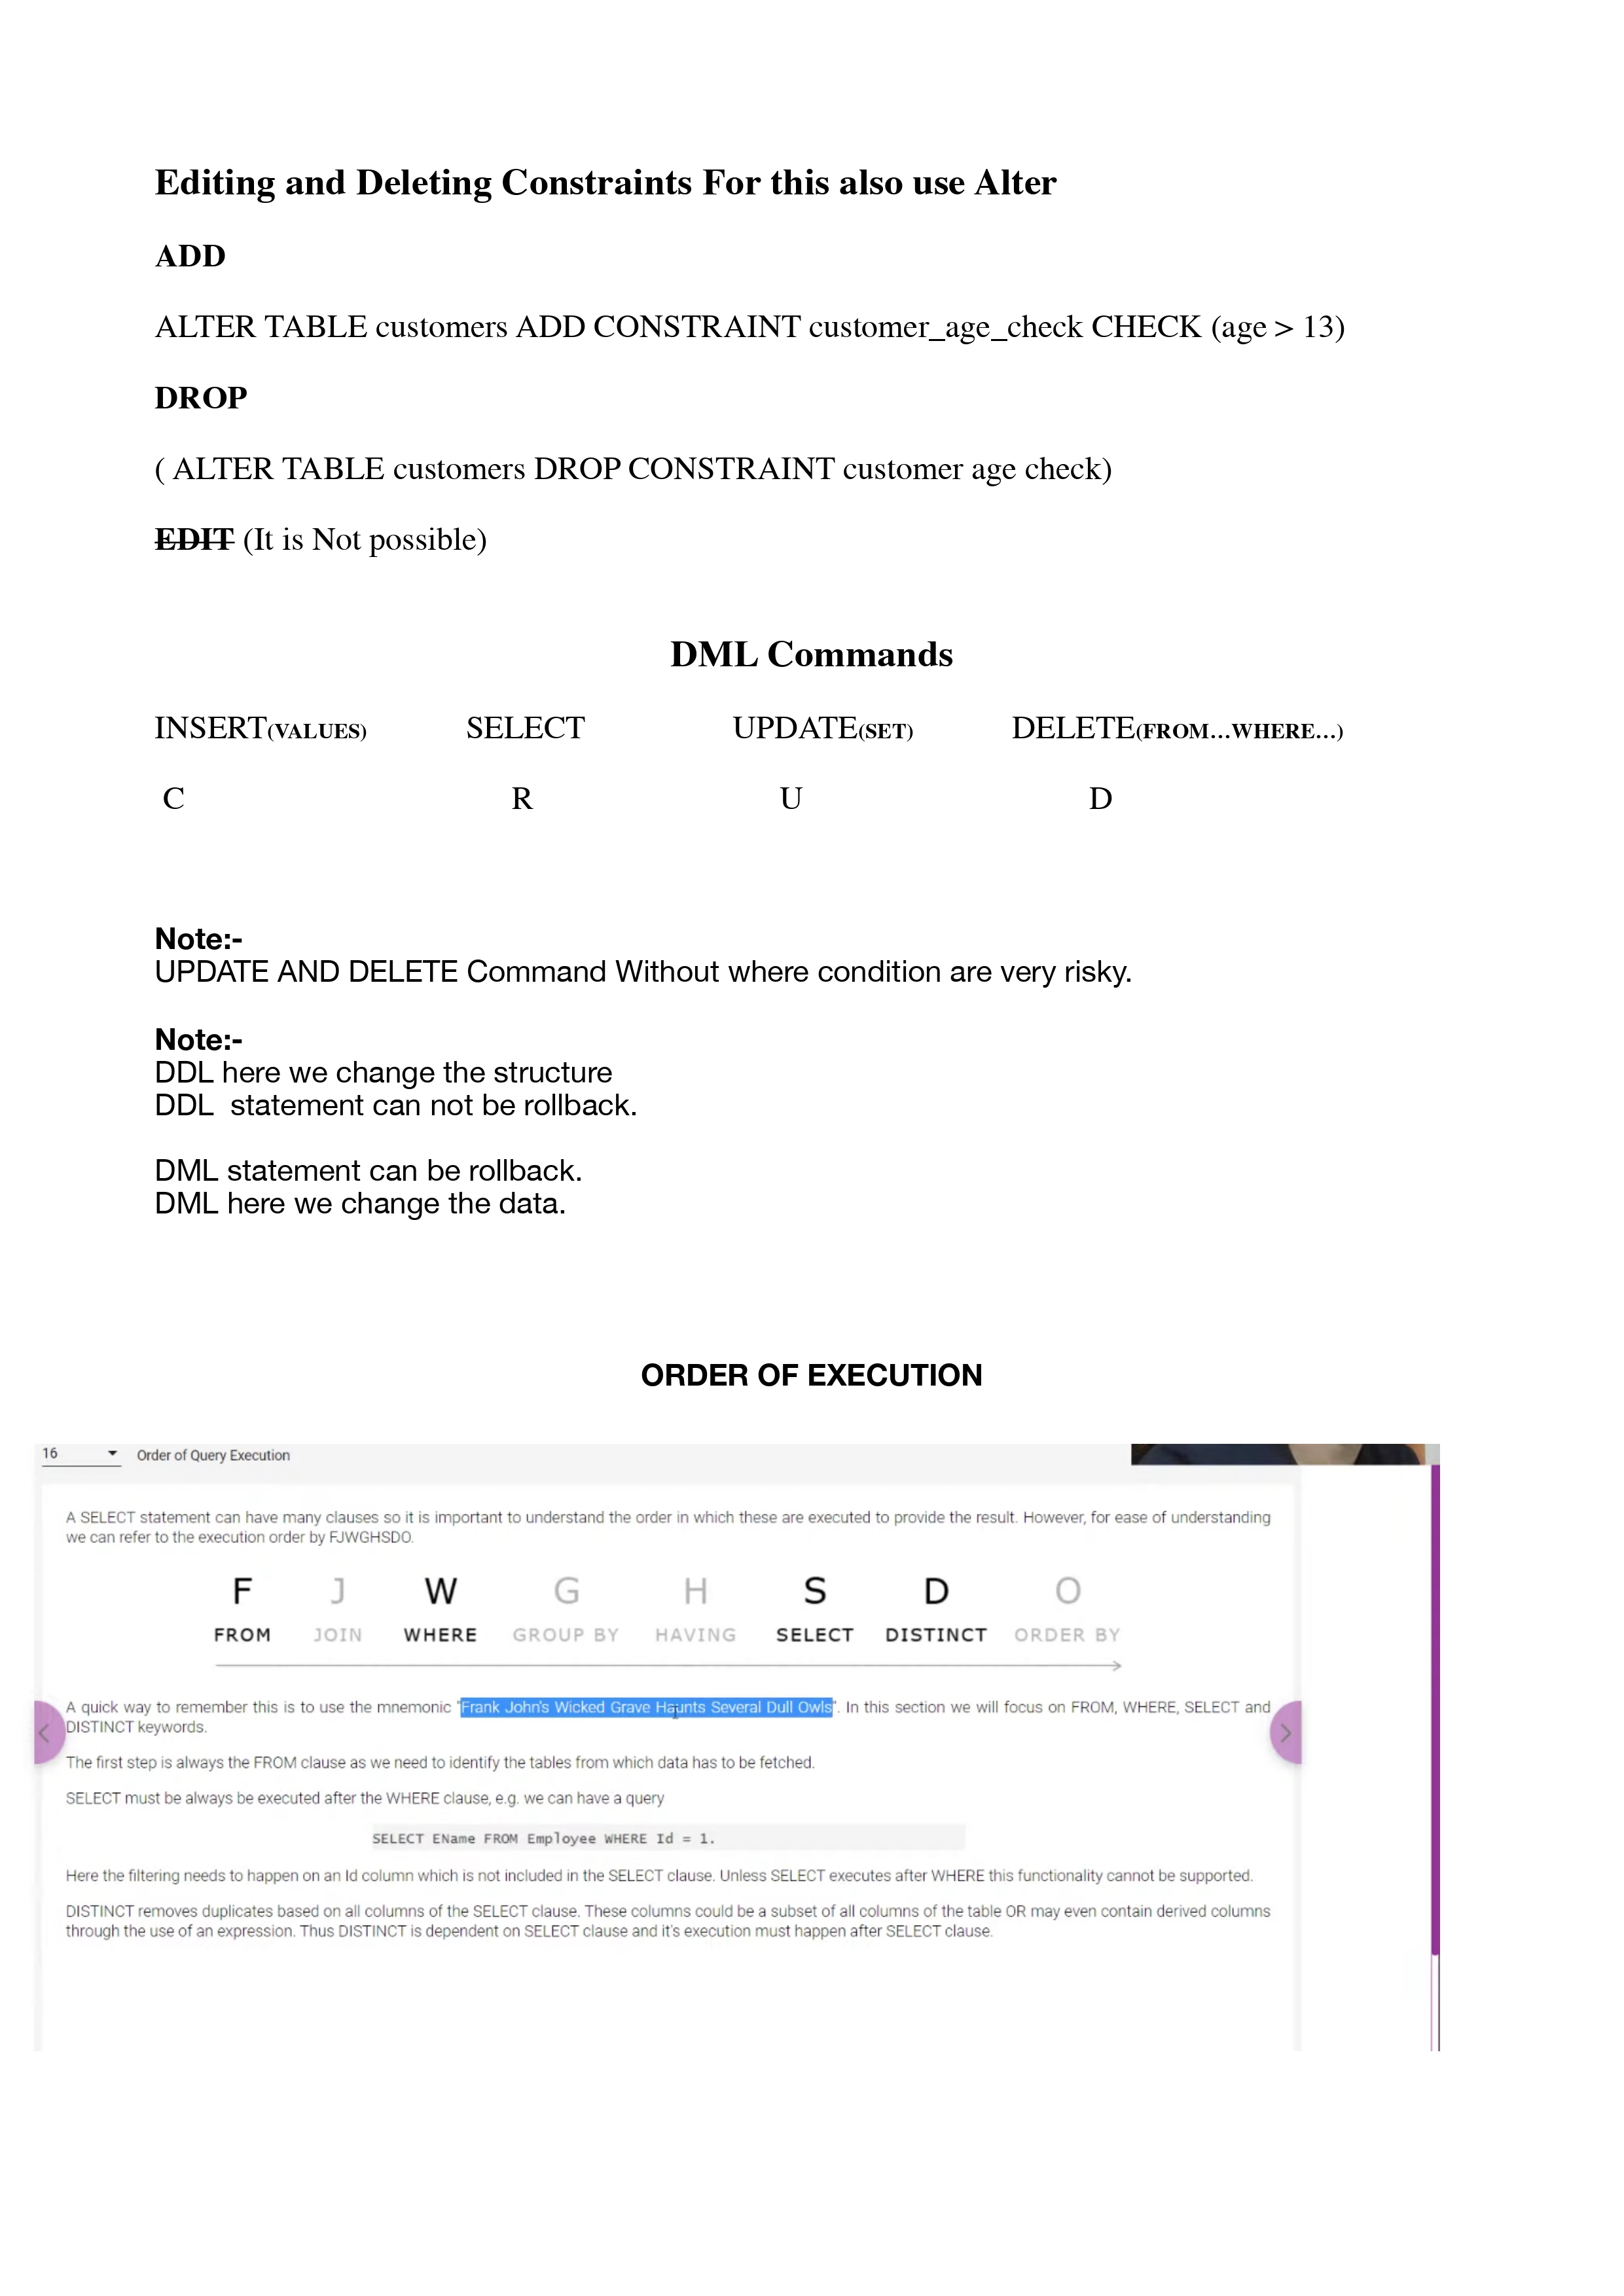 Editing and Deleting Constraints For this also use Alter
ADD
ALTER TABLE customers ADD CONSTRAINT customer_age_check CHECK (age > 13)
DROP
( ALTER TABLE customers DROP CONSTRAINT customer age check)
EDIT (It is Not possible)
DML Commands
INSERT(VALUES) SELECT UPDATE(SET) DELETE(FROM...WHERE...)
C R U D
Note:-
UPDATE AND DELETE Command Without where condition are very risky.
Note:-
DDL here we change the structure
DDL  statement can not be rollback.
DML statement can be rollback.
DML here we change the data.
ORDER OF EXECUTION
16 Order of Query Execution
A SELECT statement can have many clauses so it is important to understand the order in which these are executed to provide the result. However, for ease of understanding
we can refer to the execution order by FJWGHSDO.
F J W G H S D O
FROM JOIN WHERE GROUP BY HAVING SELECT DISTINCT ORDER BY
A quick way to remember this is to use the mnemonic "Frank John's Wicked Grave Haunts Several Dull Owls". In this section we will focus on FROM, WHERE, SELECT and
DISTINCT keywords.
The first step is always the FROM clause as we need to identify the tables from which data has to be fetched.
SELECT must be always be executed after the WHERE clause, e.g. we can have a query
SELECT EName FROM Employee WHERE Id = 1.
Here the filtering needs to happen on an Id column which is not included in the SELECT clause. Unless SELECT executes after WHERE this functionality cannot be supported.
DISTINCT removes duplicates based on all columns of the SELECT clause. These columns could be a subset of all columns of the table OR may even contain derived columns
through the use of an expression. Thus DISTINCT is dependent on SELECT clause and it's execution must happen after SELECT clause.